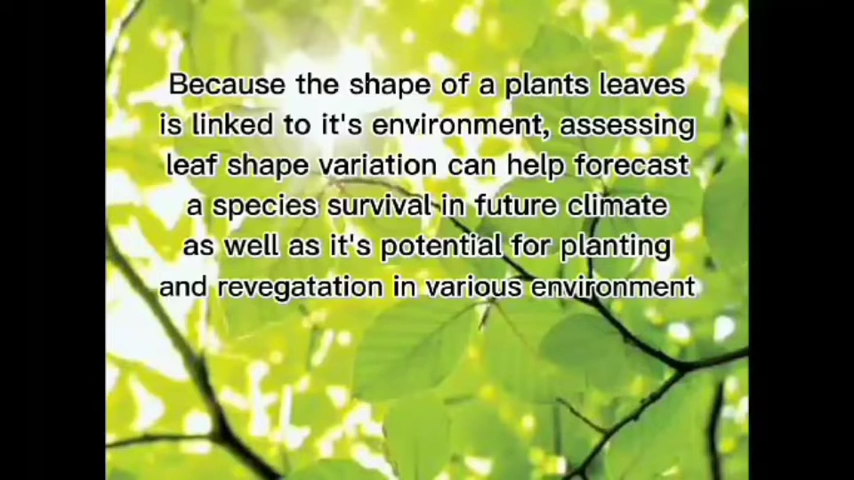 Because the shape of a plants leaves
is linked to it's environment, assessing
leaf shape variation can help forecast
a species survival in future climate
as well as it's potential for planting
and revegatation in various environment